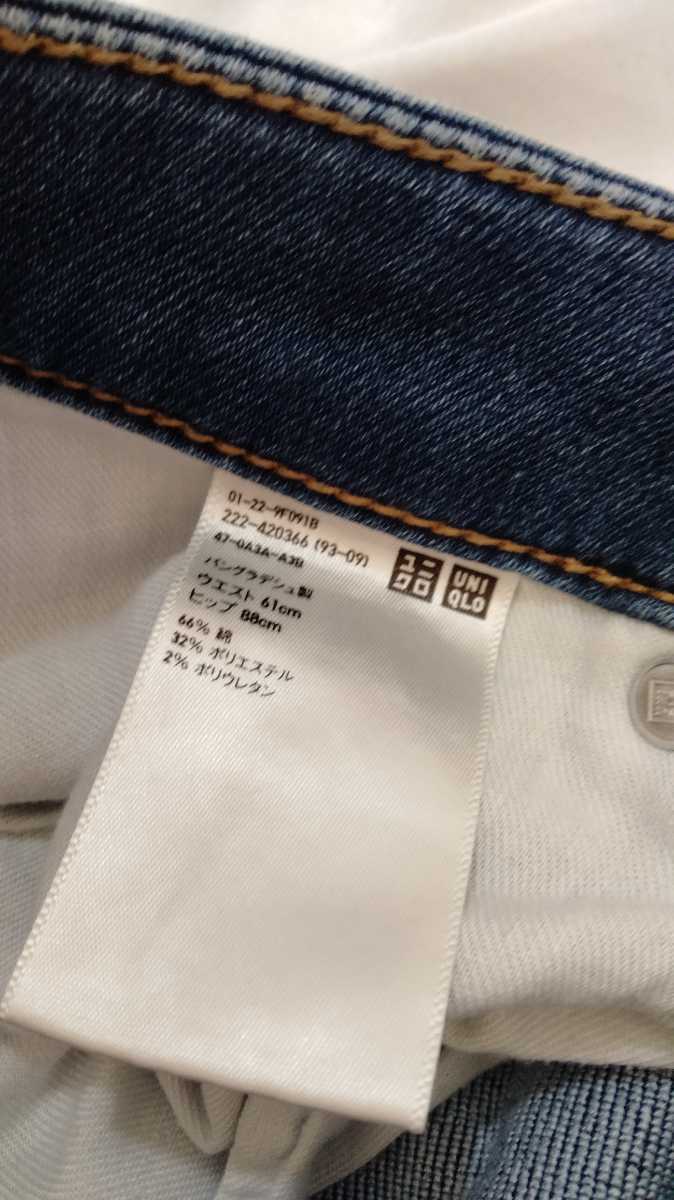 01-22-9F091B
222-420366 (93-09)
47-0A3A-A3B
バングラデシュ製
ウエスト 61cm
ヒップ 88cm
66% 綿
32% ポリエステル
2% ポリウレタン
ユニ
クロ
UNI
QLO